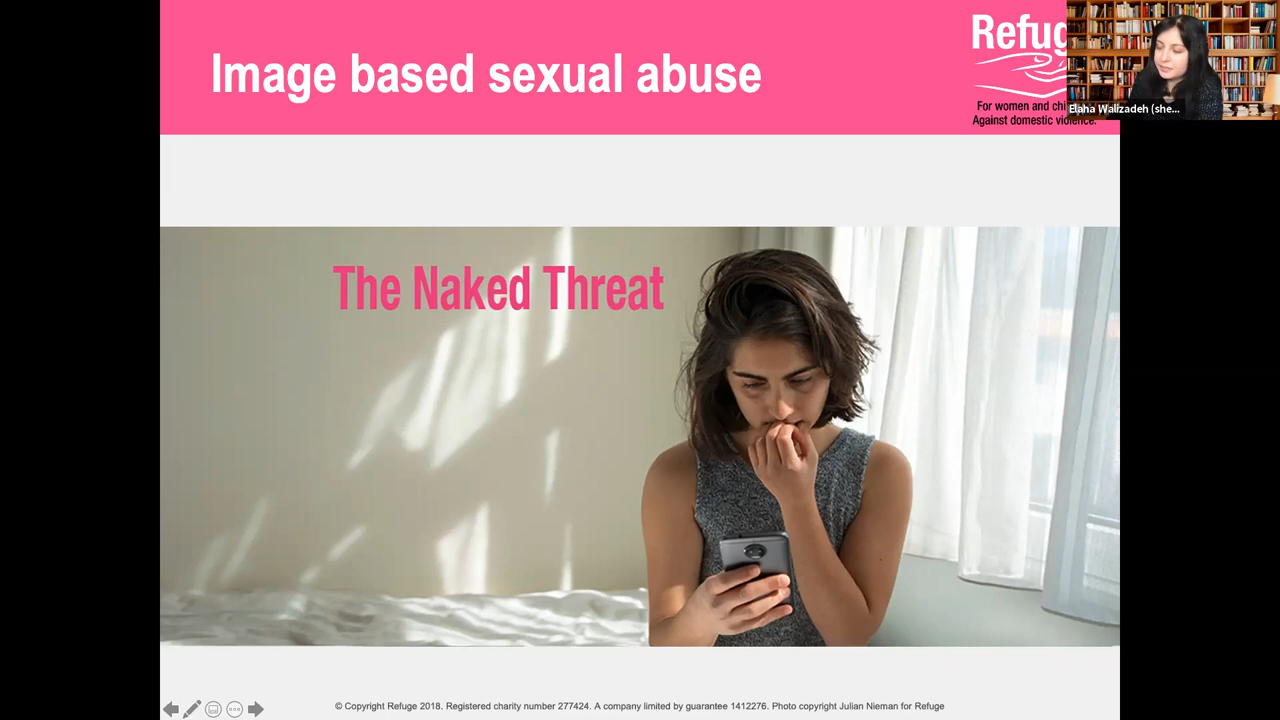 Image based sexual abuse
Refug
For women and chi
Against domestic violence.
Elaha Walizadeh (she...
The Naked Threat
© Copyright Refuge 2018. Registered charity number 277424. A company limited by guarantee 1412276. Photo copyright Julian Nieman for Refuge